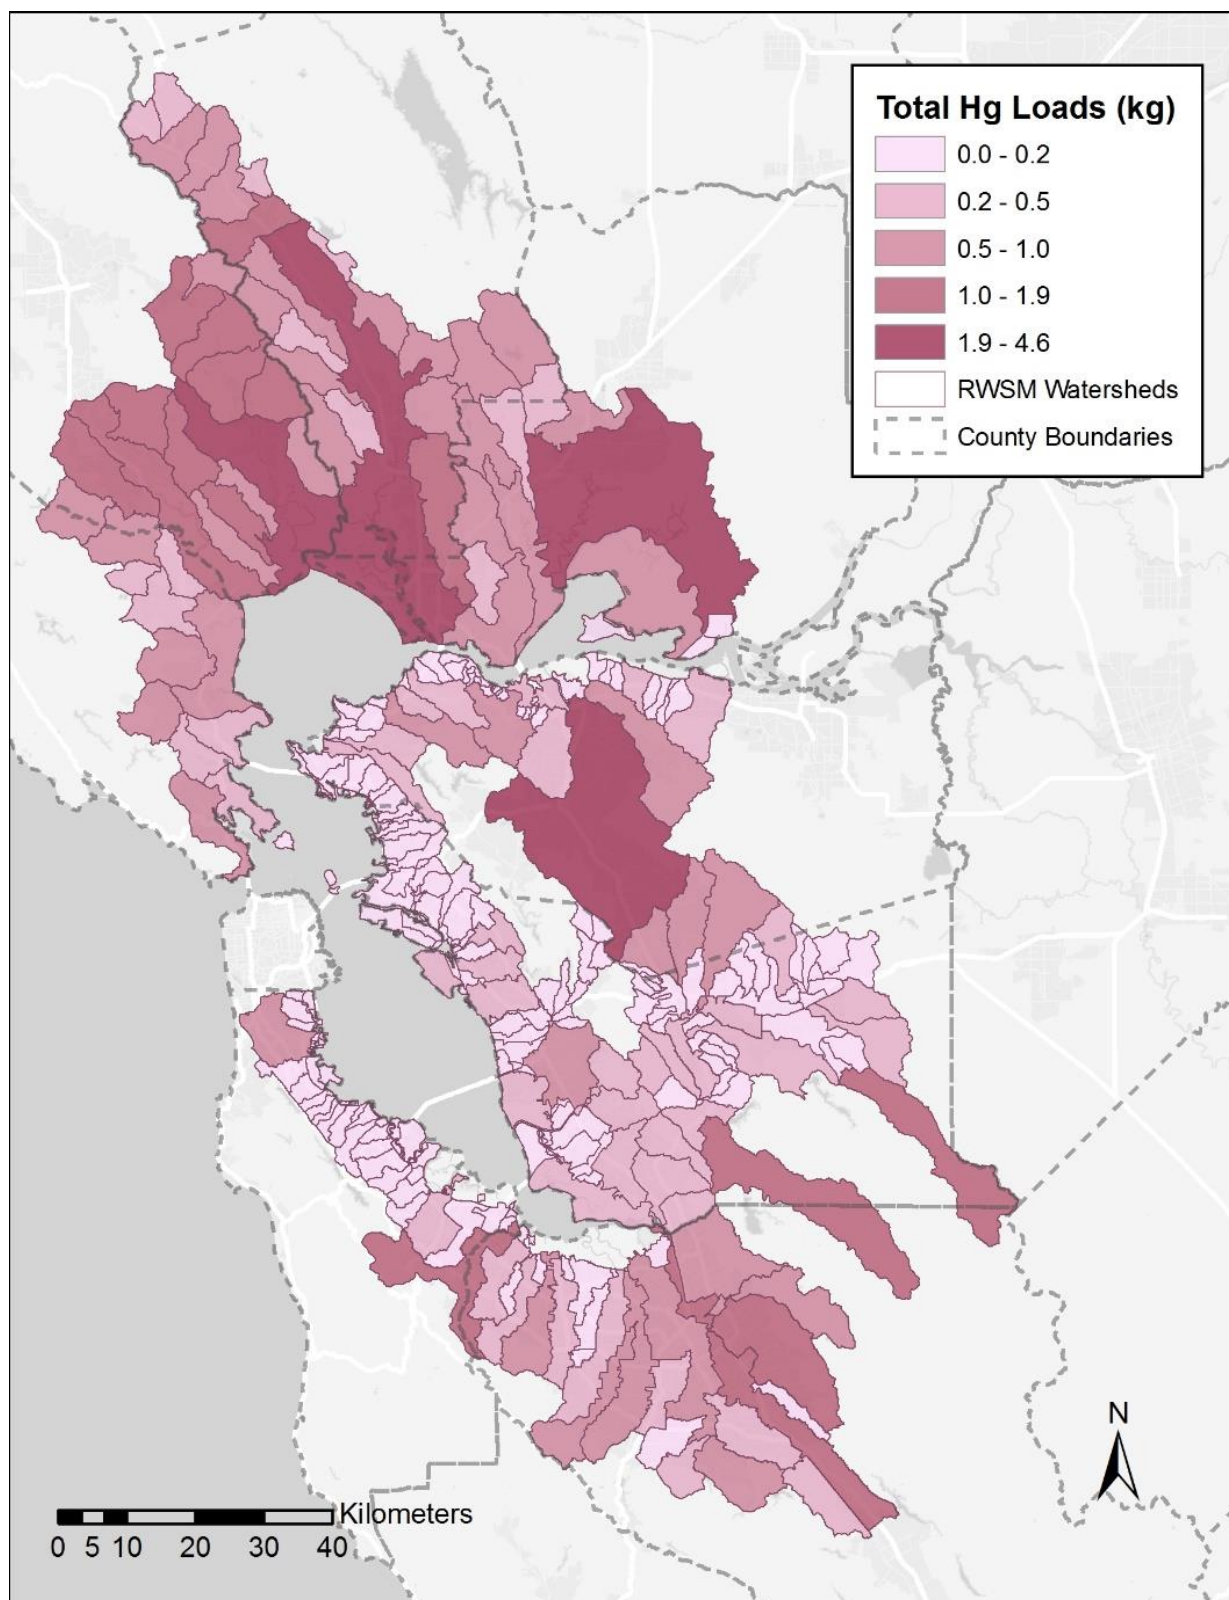 Total Hg Loads (kg)
0.0 - 0.2
0.2 - 0.5
0.5 - 1.0
1.0 - 1.9
1.9 - 4.6
RWSM Watersheds
County Boundaries
N
Kilometers
0 5 10 20 30 40